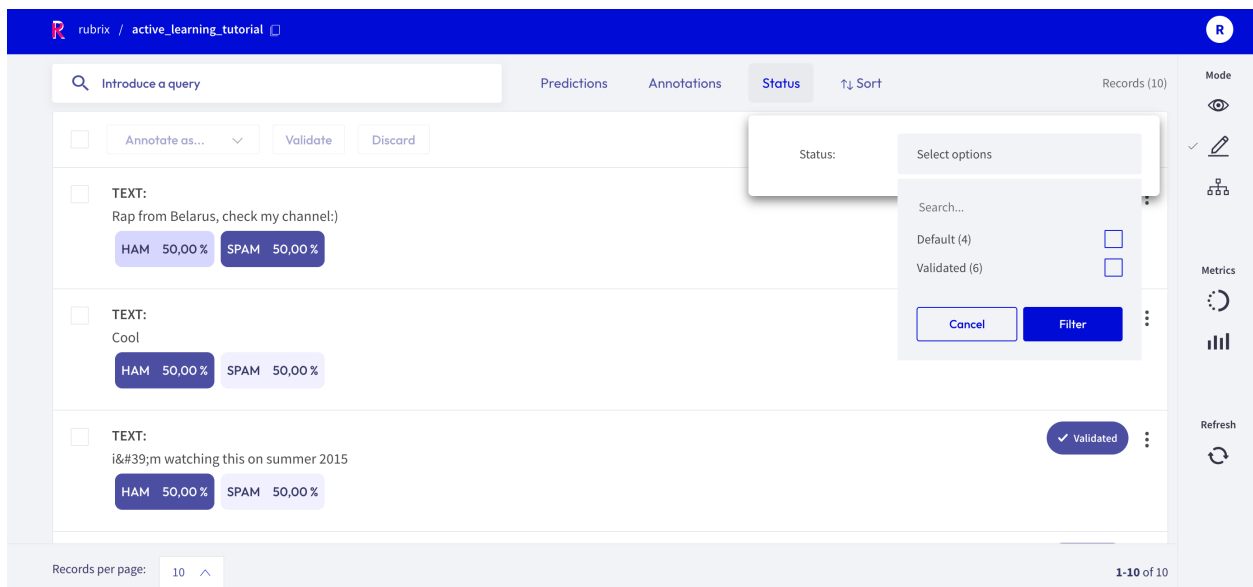 R rubrix / active_learning_tutorial
R
Introduce a query
Predictions Annotations Status Sort Records (10)
Mode
Annotate as... Validate Discard
Status: Select options
Search...
Default (4)
Validated (6)
Cancel Filter
TEXT:
Rap from Belarus, check my channel:)
HAM 50,00 % SPAM 50,00 %
TEXT:
Cool
HAM 50,00 % SPAM 50,00 %
TEXT:
i&#39;m watching this on summer 2015
HAM 50,00 % SPAM 50,00 %
Validated
Metrics
Refresh
Records per page: 10
1-10 of 10